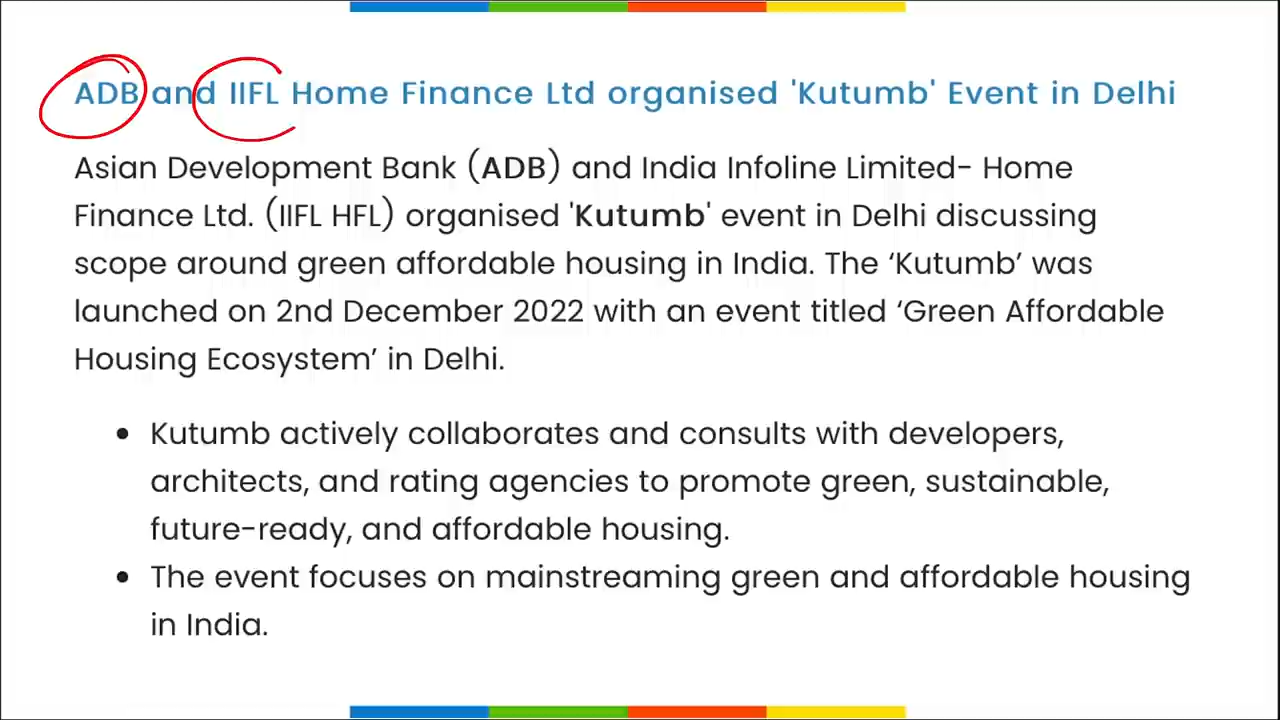 ADB and IIFL Home Finance Ltd organised 'Kutumb' Event in Delhi
Asian Development Bank (ADB) and India Infoline Limited- Home
Finance Ltd. (IIFL HFL) organised 'Kutumb' event in Delhi discussing
scope around green affordable housing in India. The ‘Kutumb’ was
launched on 2nd December 2022 with an event titled ‘Green Affordable
Housing Ecosystem’ in Delhi.
• Kutumb actively collaborates and consults with developers,
architects, and rating agencies to promote green, sustainable,
future-ready, and affordable housing.
• The event focuses on mainstreaming green and affordable housing
in India.